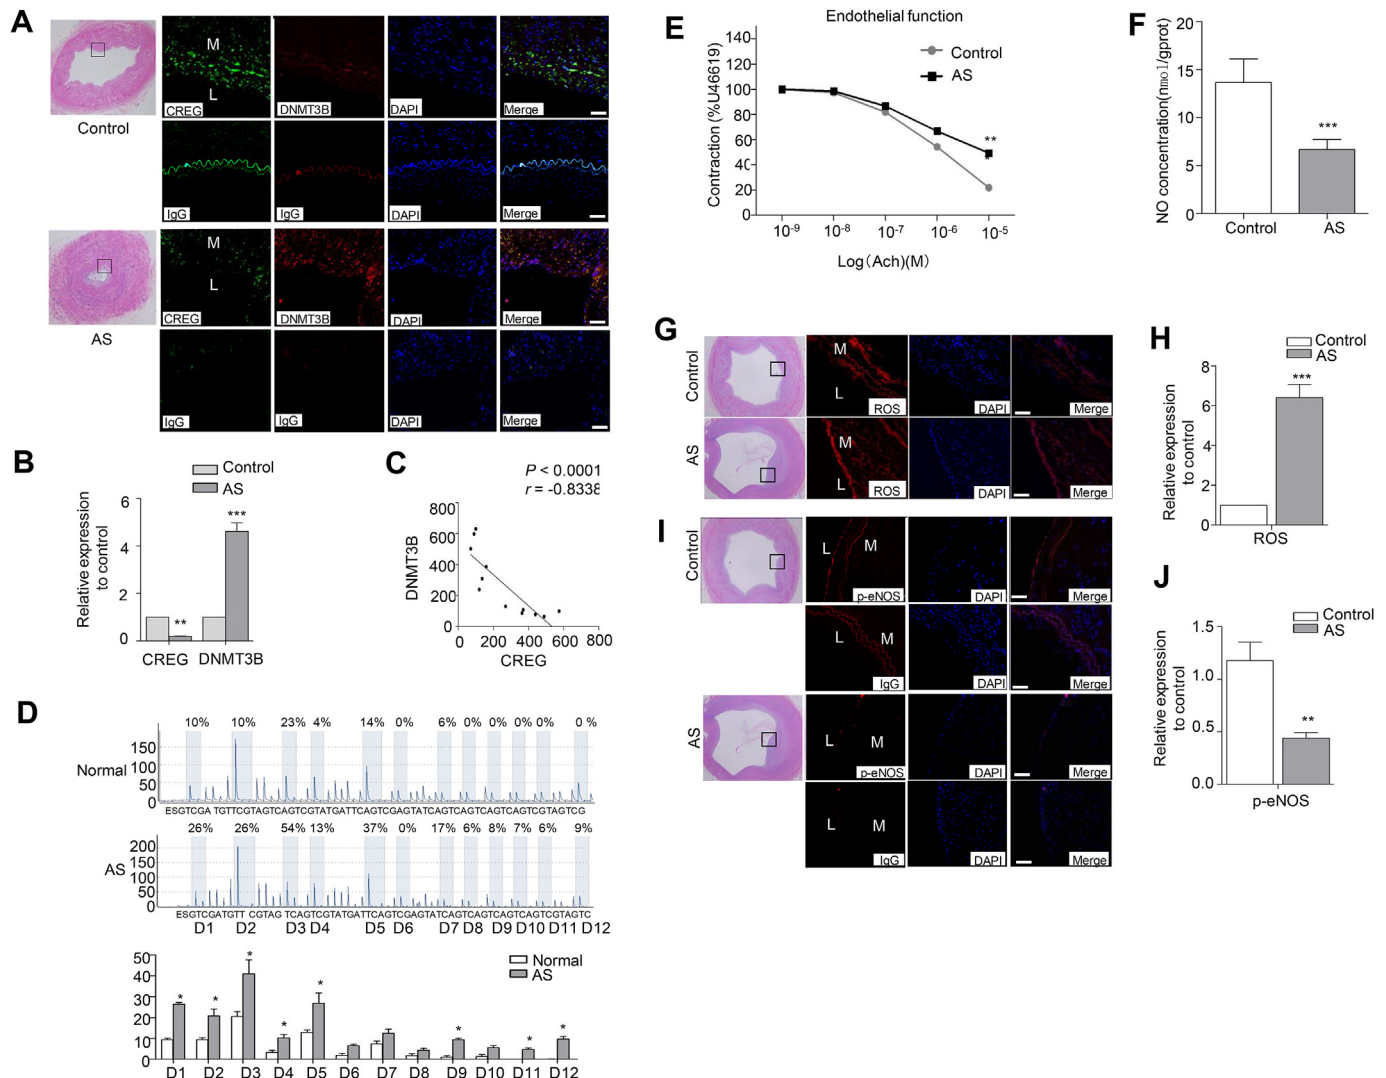 A
M
L
CREG
DNMT3B
DAPI
Merge
Control
IgG
IgG
DAPI
Merge
M
L
CREG
DNMT3B
DAPI
Merge
AS
IgG
IgG
DAPI
Merge
B
Control
AS
Relative expression
to control
6
4
2
0
**
***
CREG
DNMT3B
C
P < 0.0001
r = -0.8338
DNMT3B
800
600
400
200
0
0
200
400
600
800
CREG
D
10% 10% 23% 4% 14% 0% 6% 0% 0% 0% 0% 0 %
Normal
150
100
50
0
ESGTCGA TGTTCGTAGTCAGTCGTATGATTCAGTCGAGTATCAGTCAGTCAGTCAGTCGTAGTCG
26% 26% 54% 13% 37% 0% 17% 6% 8% 7% 6% 9%
AS
200
150
100
50
0
ESGTCGATGTT CGTAG TCAGTCGTATGATTCAGTCGAGTATCAGTCAGTCAGTCAGTCGTAGTC
D1 D2 D3 D4 D5 D6 D7 D8 D9 D10 D11 D12
Normal
AS
50
40
30
20
10
0
* * * * * * * *
D1 D2 D3 D4 D5 D6 D7 D8 D9 D10 D11 D12
E
Endothelial function
Control
AS
Contraction (%U46619)
140
120
100
80
60
40
20
0
**
*
10-9 10-8 10-7 10-6 10-5
Log(Ach)(M)
F
NO concentration(nmol/gprot)
20
15
10
5
0
***
Control
AS
G
Control
M
L
ROS
DAPI
Merge
AS
M
L
ROS
DAPI
Merge
H
Control
AS
Relative expression
to control
8
6
4
2
0
***
ROS
I
Control
L
M
p-eNOS
DAPI
Merge
L
M
IgG
DAPI
Merge
AS
L
M
p-eNOS
DAPI
Merge
L
M
IgG
DAPI
Merge
J
Control
AS
Relative expression
to control
1.5
1.0
0.5
0.0
**
p-eNOS